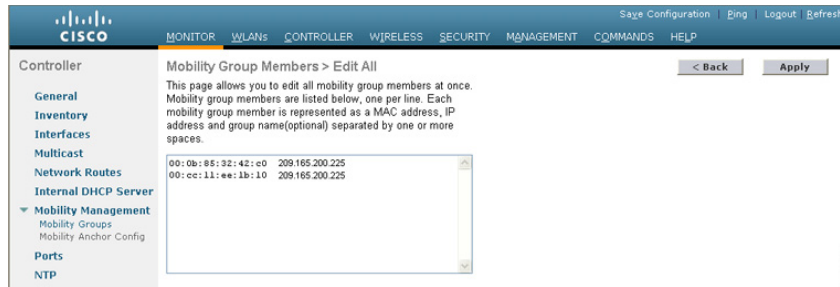 Save Configuration | Ping | Logout | Refresh
CISCO
MONITOR WLANs CONTROLLER WIRELESS SECURITY MANAGEMENT COMMANDS HELP
Controller
General
Inventory
Interfaces
Multicast
Network Routes
Internal DHCP Server
Mobility Management
Mobility Groups
Mobility Anchor Config
Ports
NTP
Mobility Group Members > Edit All
< Back
Apply
This page allows you to edit all mobility group members at once.
Mobility group members are listed below, one per line. Each
mobility group member is represented as a MAC address, IP
address and group name(optional) separated by one or more
spaces.
00:0b:85:32:42:c0 209.165.200.225
00:cc:11:ee:1b:10 209.165.200.225